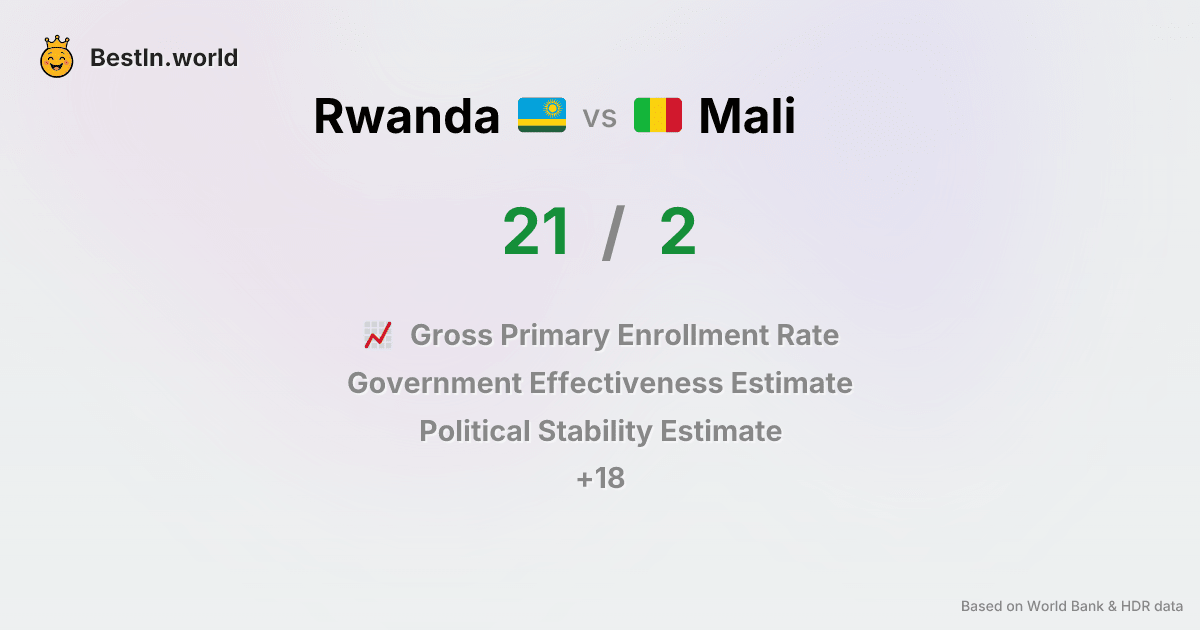 BestIn.world
Rwanda vs Mali
21 / 2
Gross Primary Enrollment Rate
Government Effectiveness Estimate
Political Stability Estimate
+18
Based on World Bank & HDR data